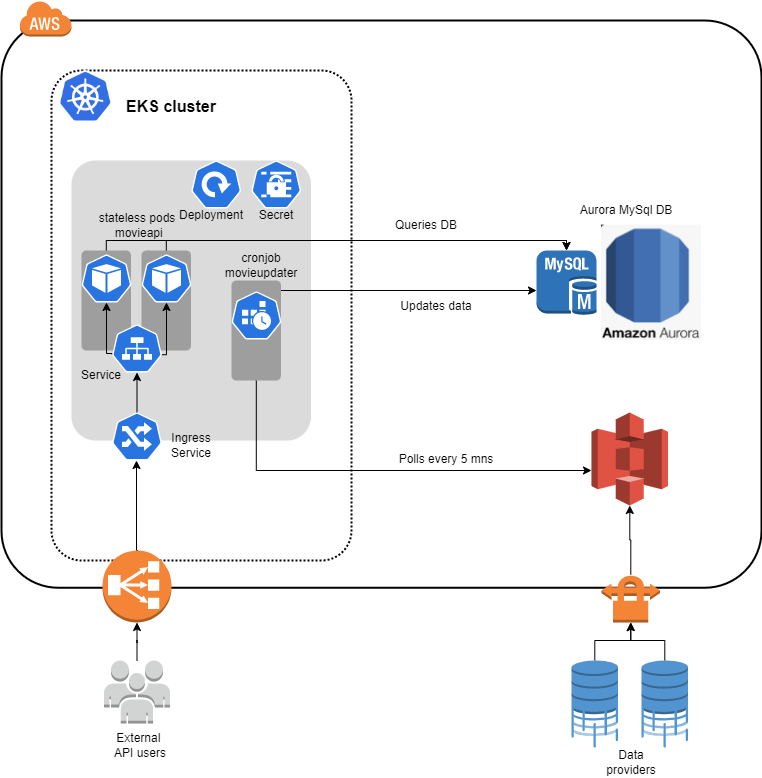 AWS
EKS cluster
Deployment
Secret
stateless pods
movieapi
cronjob
movieupdater
Service
Ingress
Service
Queries DB
Updates data
Aurora MySql DB
MySQL
M
Amazon Aurora
Polls every 5 mns
External
API users
Data
providers